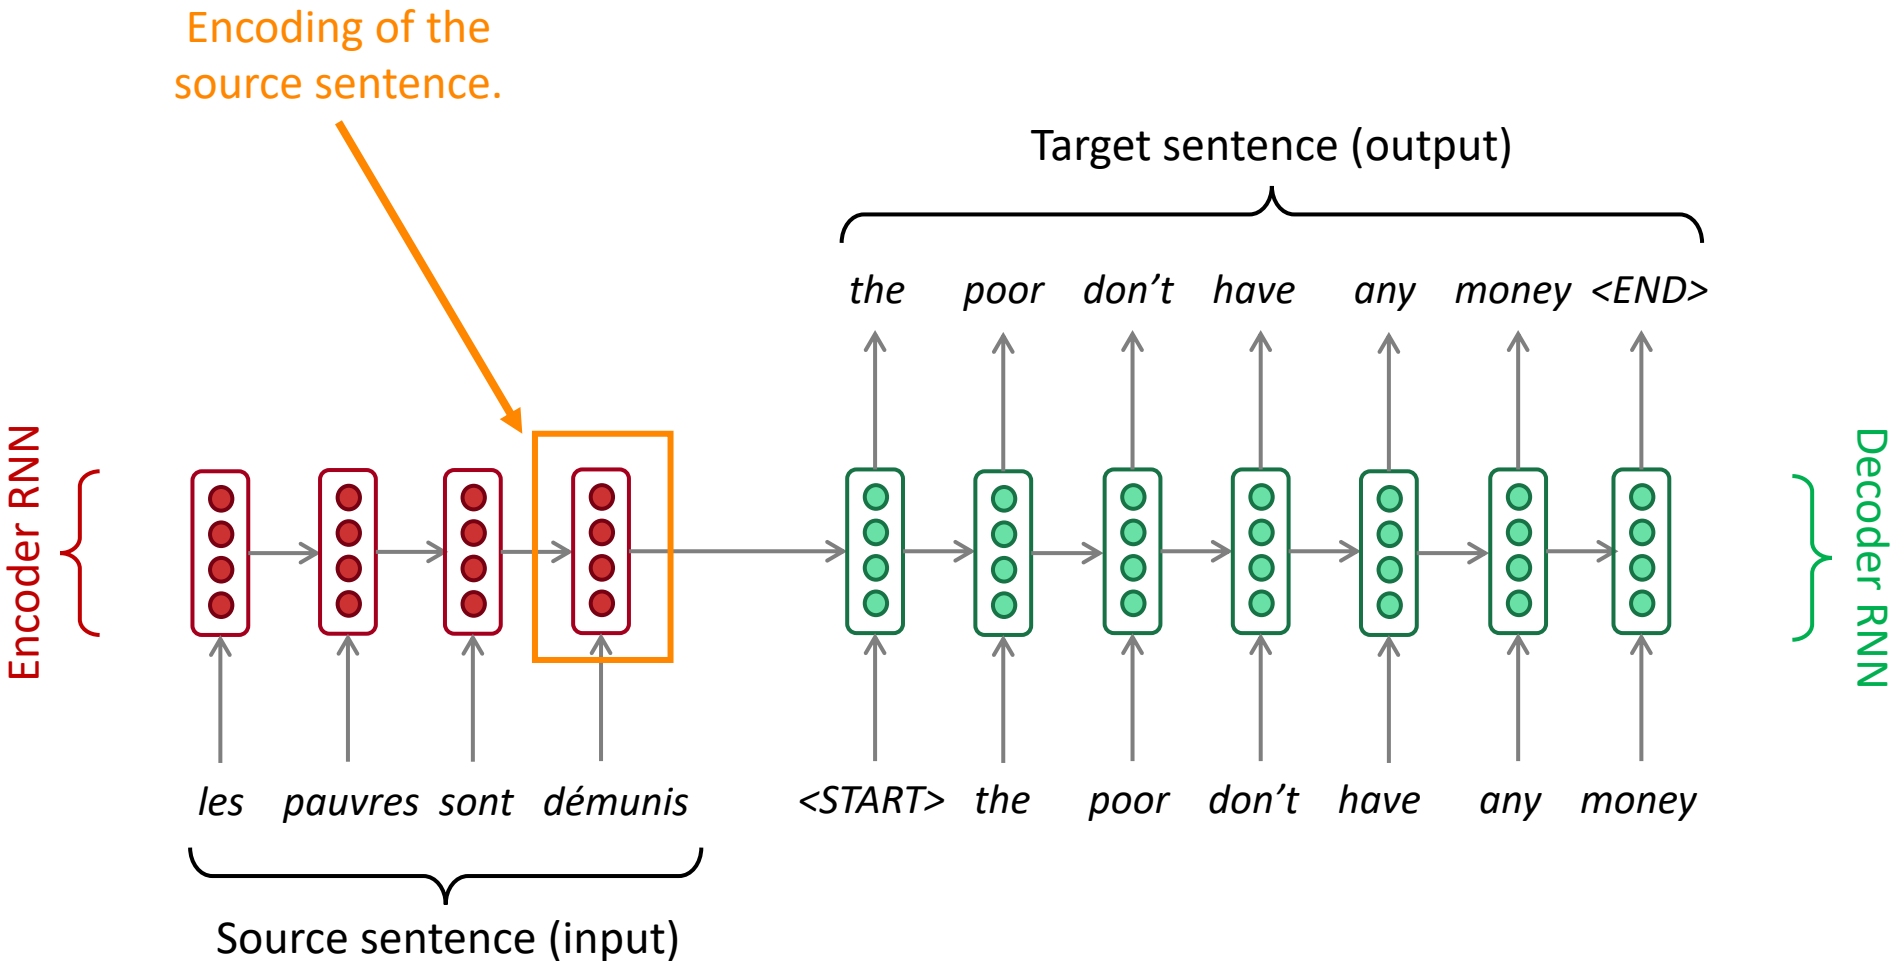 Encoding of the
source sentence.
Target sentence (output)
the poor don’t have any money <END>
Encoder RNN
Decoder RNN
les pauvres sont démunis <START> the poor don’t have any money
Source sentence (input)